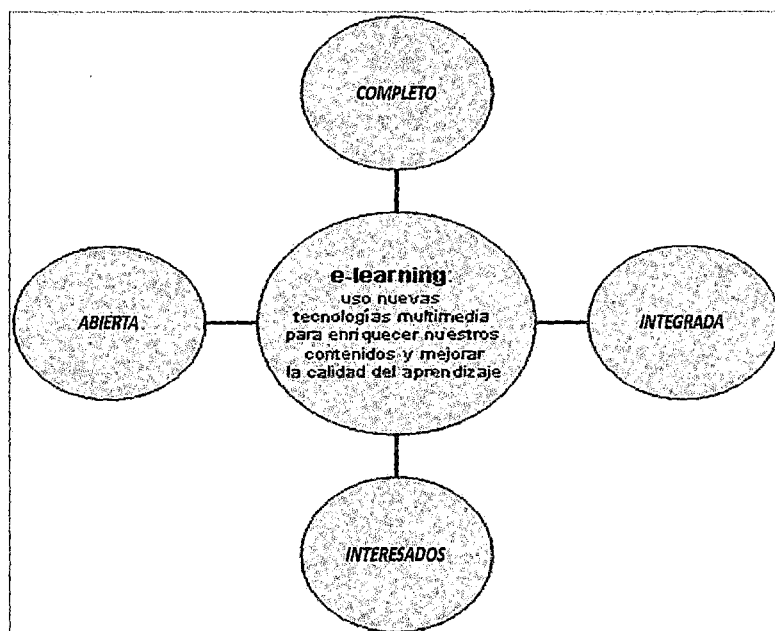 COMPLETO
ABIERTA.
e-learning:
uso nuevas
tecnologías multimedia
para enriquecer nuestros
contenidos y mejorar
la calidad del aprendizaje
INTEGRADA
INTERESADOS